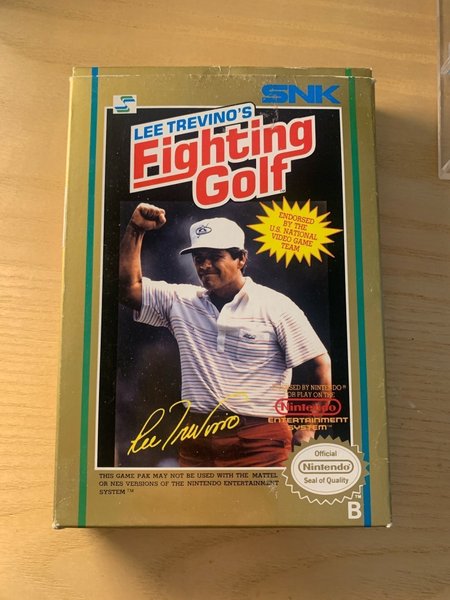 SNK
LEE TREVINO'S
Fighting
Golf
ENDORSED
BY THE
U.S. NATIONAL
VIDEO GAME
TEAM
LICENSED BY NINTENDO®
FOR PLAY ON THE
Nintendo
ENTERTAINMENT
SYSTEM™
Lee Trevino
THIS GAME PAK MAY NOT BE USED WITH THE MATTEL
OR NES VERSIONS OF THE NINTENDO ENTERTAINMENT
SYSTEM™
Official
Nintendo
Seal of Quality
TM
B